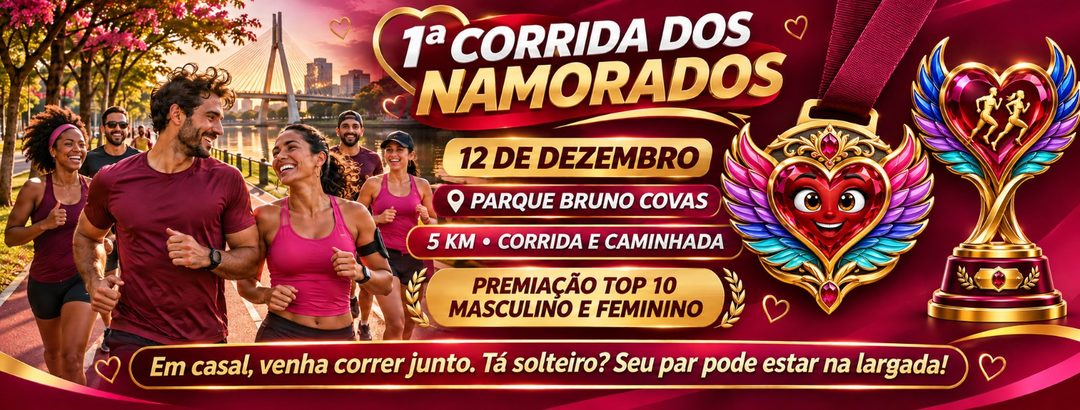 1ª CORRIDA DOS
NAMORADOS
12 DE DEZEMBRO
PARQUE BRUNO COVAS
5 KM • CORRIDA E CAMINHADA
PREMIAÇÃO TOP 10
MASCULINO E FEMININO
Em casal, venha correr junto. Tá solteiro? Seu par pode estar na largada!